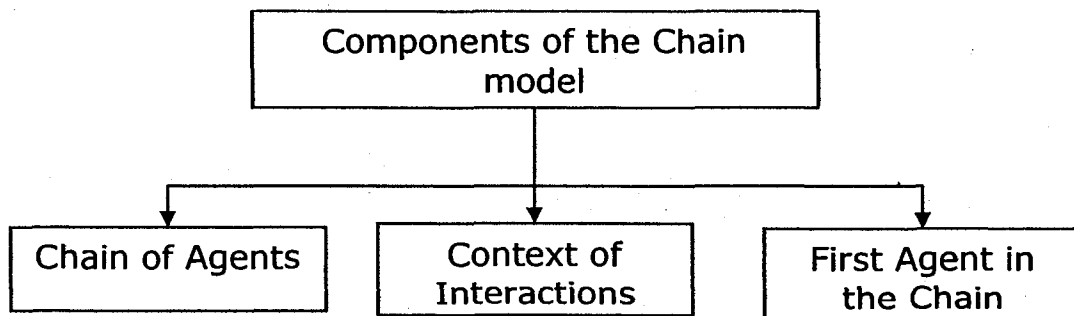 Components of the Chain
model
Chain of Agents
Context of
Interactions
First Agent in
the Chain